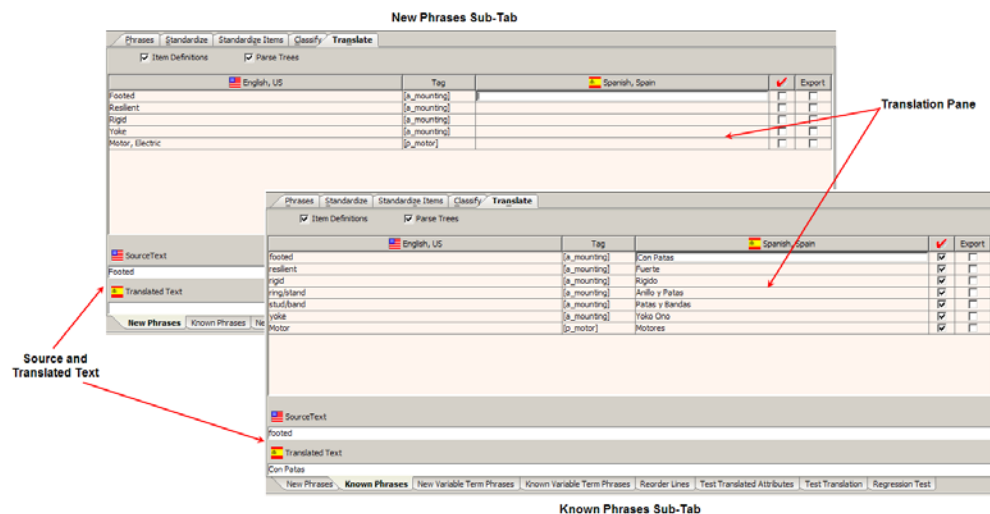 New Phrases Sub-Tab
Phrases Standardize Standardize Items Classify Translate
Item Definitions Parse Trees
English, US Tag Spanish, Spain Export
Footed [a_mounting]
Resilient [a_mounting]
Rigid [a_mounting]
Yoke [a_mounting]
Motor, Electric [p_motor]
Translation Pane
SourceText
Footed
Translated Text
New Phrases Known Phrases Ne
Source and
Translated Text
Phrases Standardize Standardize Items Classify Translate
Item Definitions Parse Trees
English, US Tag Spanish, Spain Export
footed [a_mounting] Con Patas
resilient [a_mounting] Fuerte
rigid [a_mounting] Rigido
ring/stand [a_mounting] Anillo y Patas
stud/band [a_mounting] Patas y Bandas
yoke [a_mounting] Yoko Ono
Motor [p_motor] Motores
SourceText
footed
Translated Text
Con Patas
New Phrases Known Phrases New Variable Term Phrases Known Variable Term Phrases Reorder Lines Test Translated Attributes Test Translation Regression Test
Known Phrases Sub-Tab